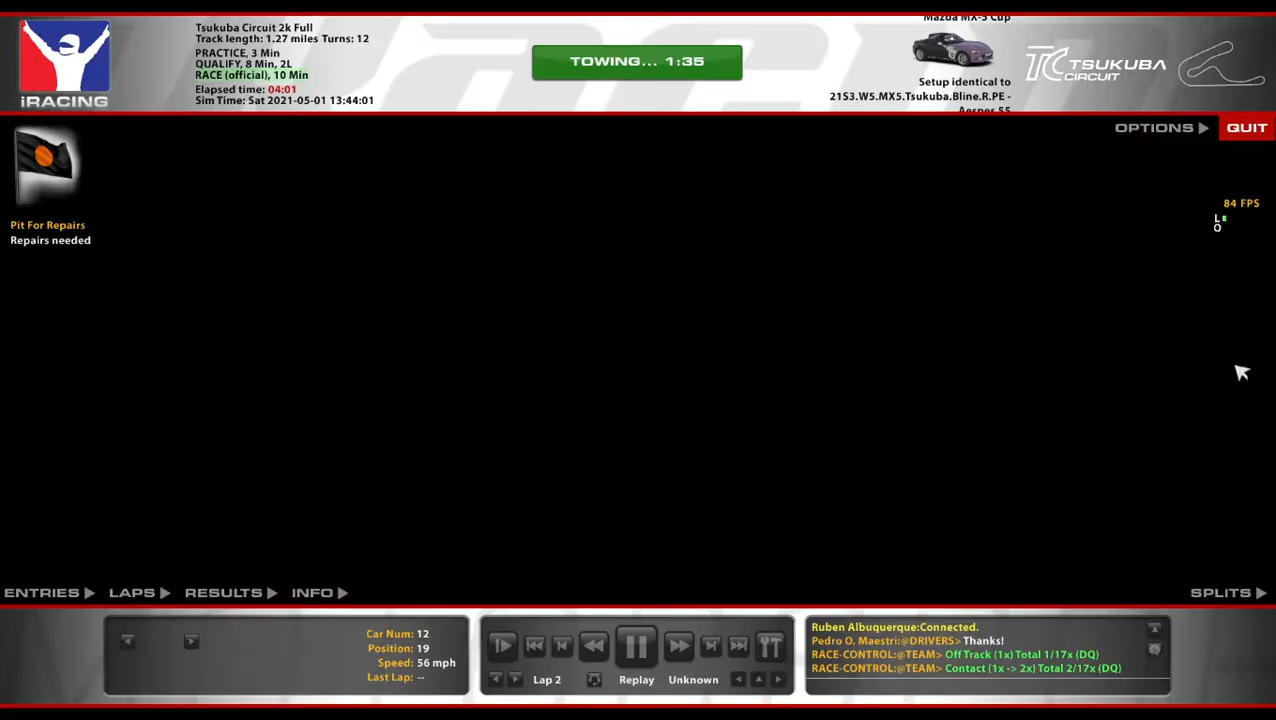 iRACING
Tsukuba Circuit 2k Full
Track length: 1.27 miles Turns: 12
PRACTICE, 3 Min
QUALIFY, 8 Min, 2L
RACE (official), 10 Min
Elapsed time: 04:01
Sim Time: Sat 2021-05-01 13:44:01
TOWING... 1:35
Mazda MX-5 Cup
Setup identical to
21S3.W5.MX5.Tsukuba.Bline.R.PE -
TC TSUKUBA
CIRCUIT
OPTIONS
QUIT
Pit For Repairs
Repairs needed
84 FPS
L
Q
ENTRIES
LAPS
RESULTS
INFO
SPLITS
Car Num: 12
Position: 19
Speed: 56 mph
Last Lap: --
Lap 2
Replay
Unknown
Ruben Albuquerque:Connected.
Pedro O. Maestri:@DRIVERS> Thanks!
RACE-CONTROL:@TEAM> Off Track (1x) Total 1/17x (DQ)
RACE-CONTROL:@TEAM> Contact (1x -> 2x) Total 2/17x (DQ)